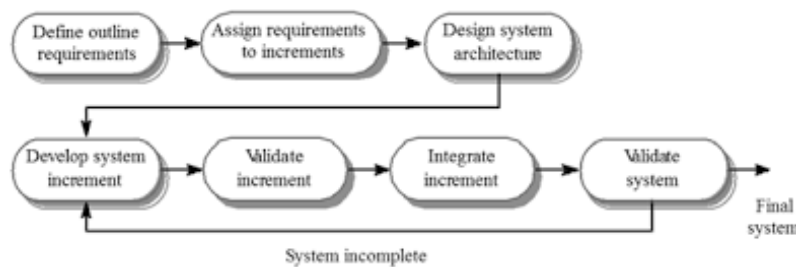 Define outline
requirements
Assign requirements
to increments
Design system
architecture
Develop system
increment
Validate
increment
Integrate
increment
Validate
system
Final
system
System incomplete